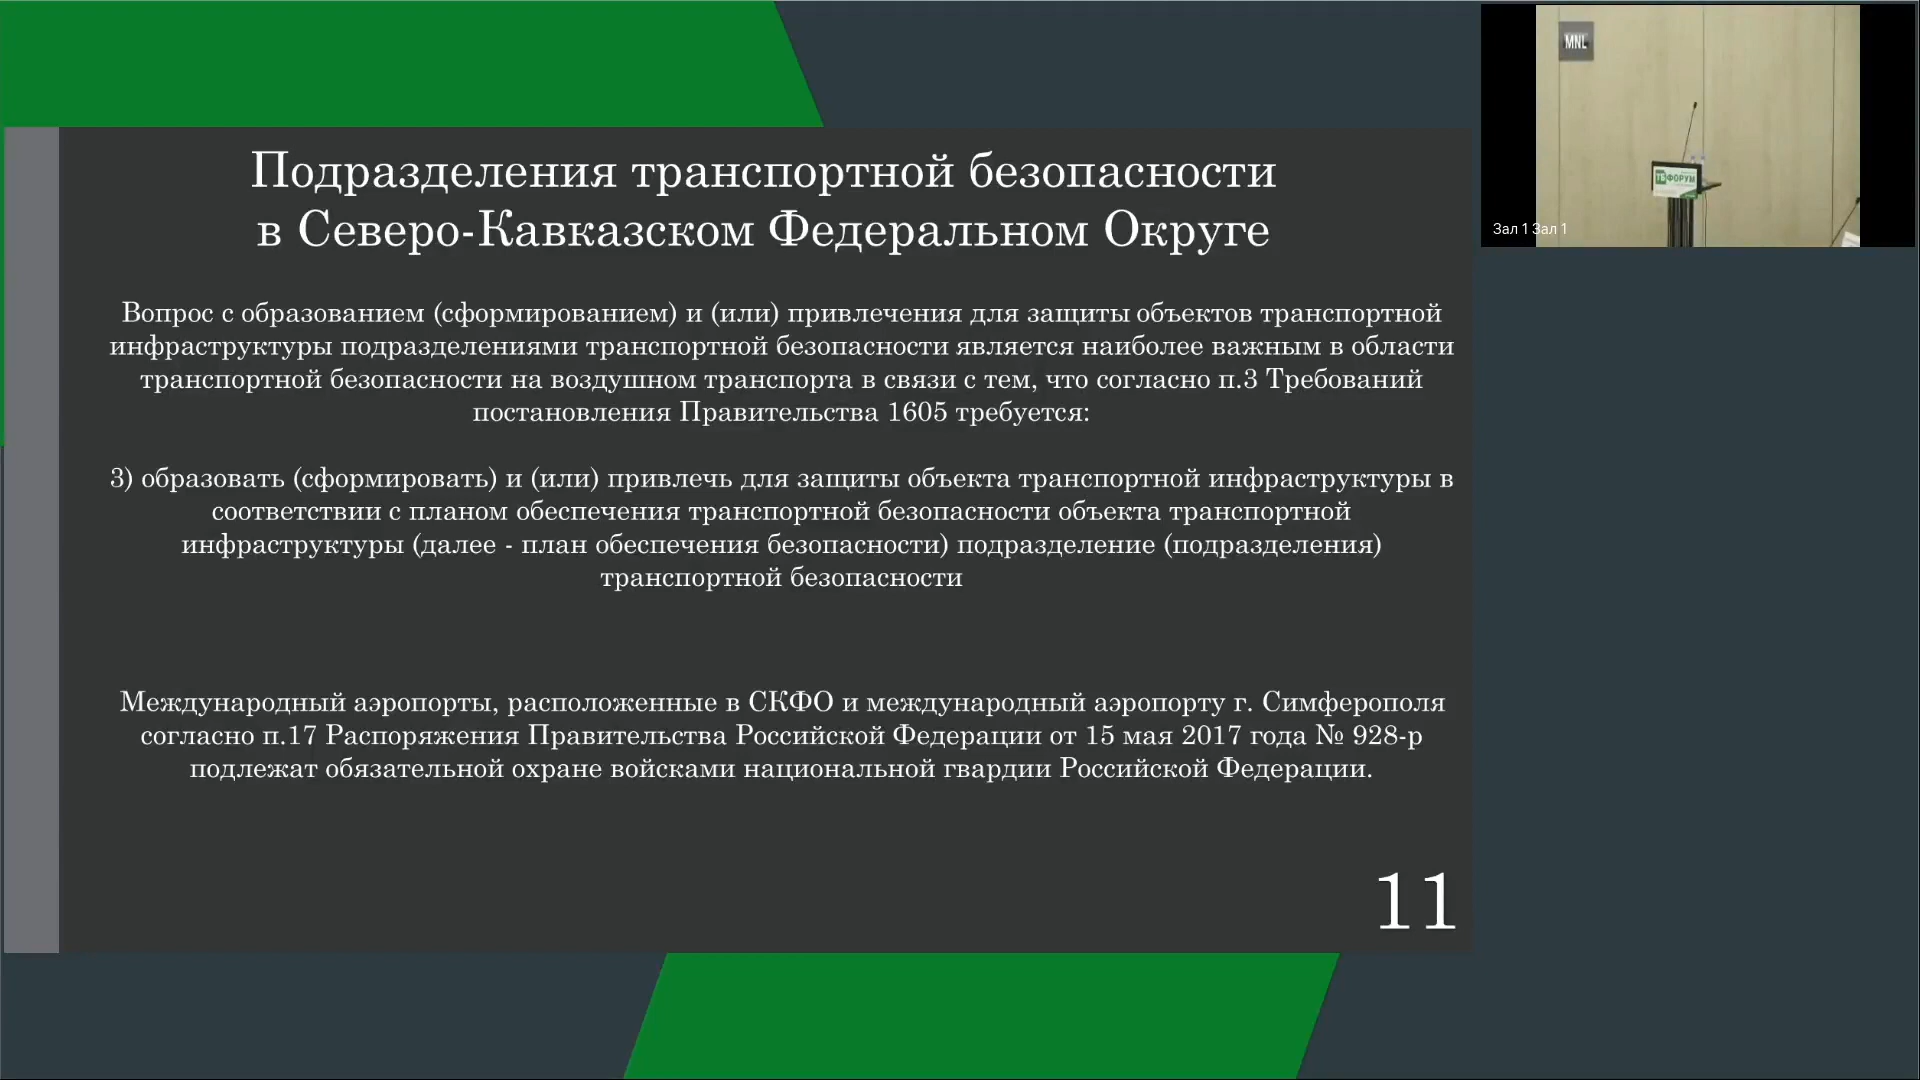 Подразделения транспортной безопасности
в Северо-Кавказском Федеральном Округе
Вопрос с образованием (сформированием) и (или) привлечения для защиты объектов транспортной
инфраструктуры подразделениями транспортной безопасности является наиболее важным в области
транспортной безопасности на воздушном транспорта в связи с тем, что согласно п.3 Требований
постановления Правительства 1605 требуется:
3) образовать (сформировать) и (или) привлечь для защиты объекта транспортной инфраструктуры в
соответствии с планом обеспечения транспортной безопасности объекта транспортной
инфраструктуры (далее - план обеспечения безопасности) подразделение (подразделения)
транспортной безопасности
Международный аэропорты, расположенные в СКФО и международный аэропорту г. Симферополя
согласно п.17 Распоряжения Правительства Российской Федерации от 15 мая 2017 года № 928-р
подлежат обязательной охране войсками национальной гвардии Российской Федерации.
11
MNL
ТБ ФОРУМ
Зал 1 Зал 1